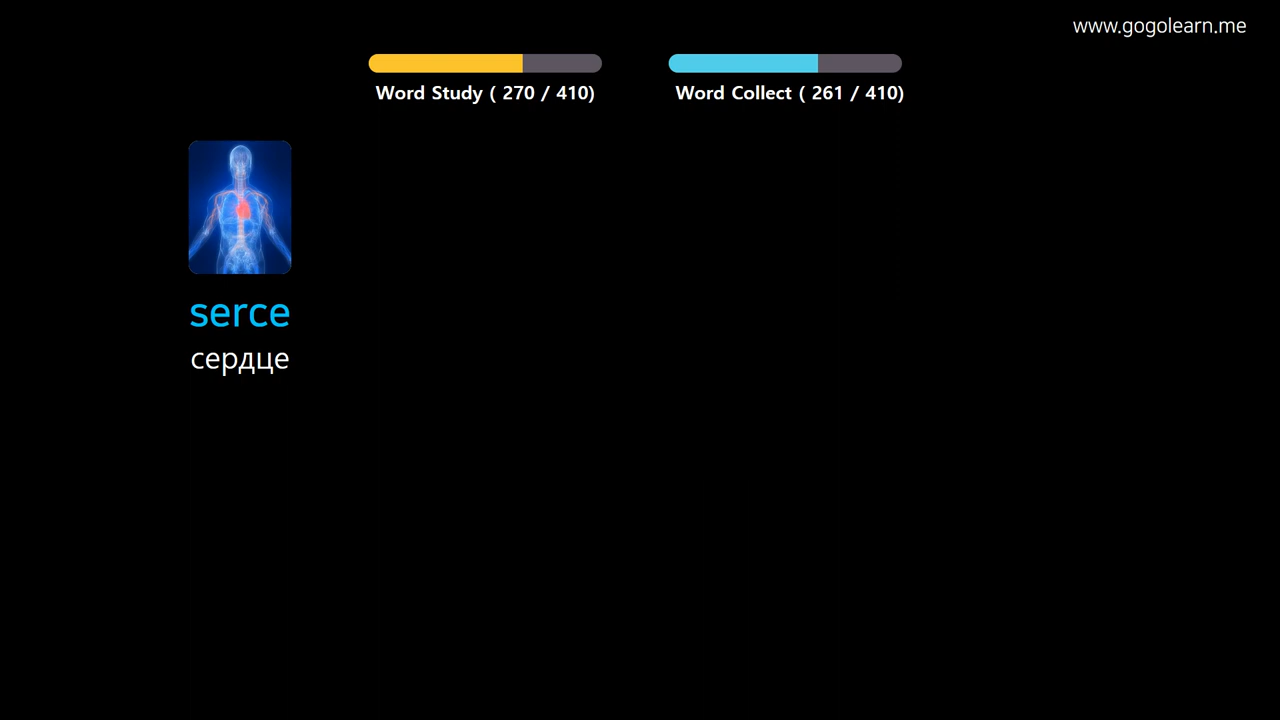 www.gogolearn.me
Word Study ( 270 / 410)
Word Collect ( 261 / 410)
serce
сердце